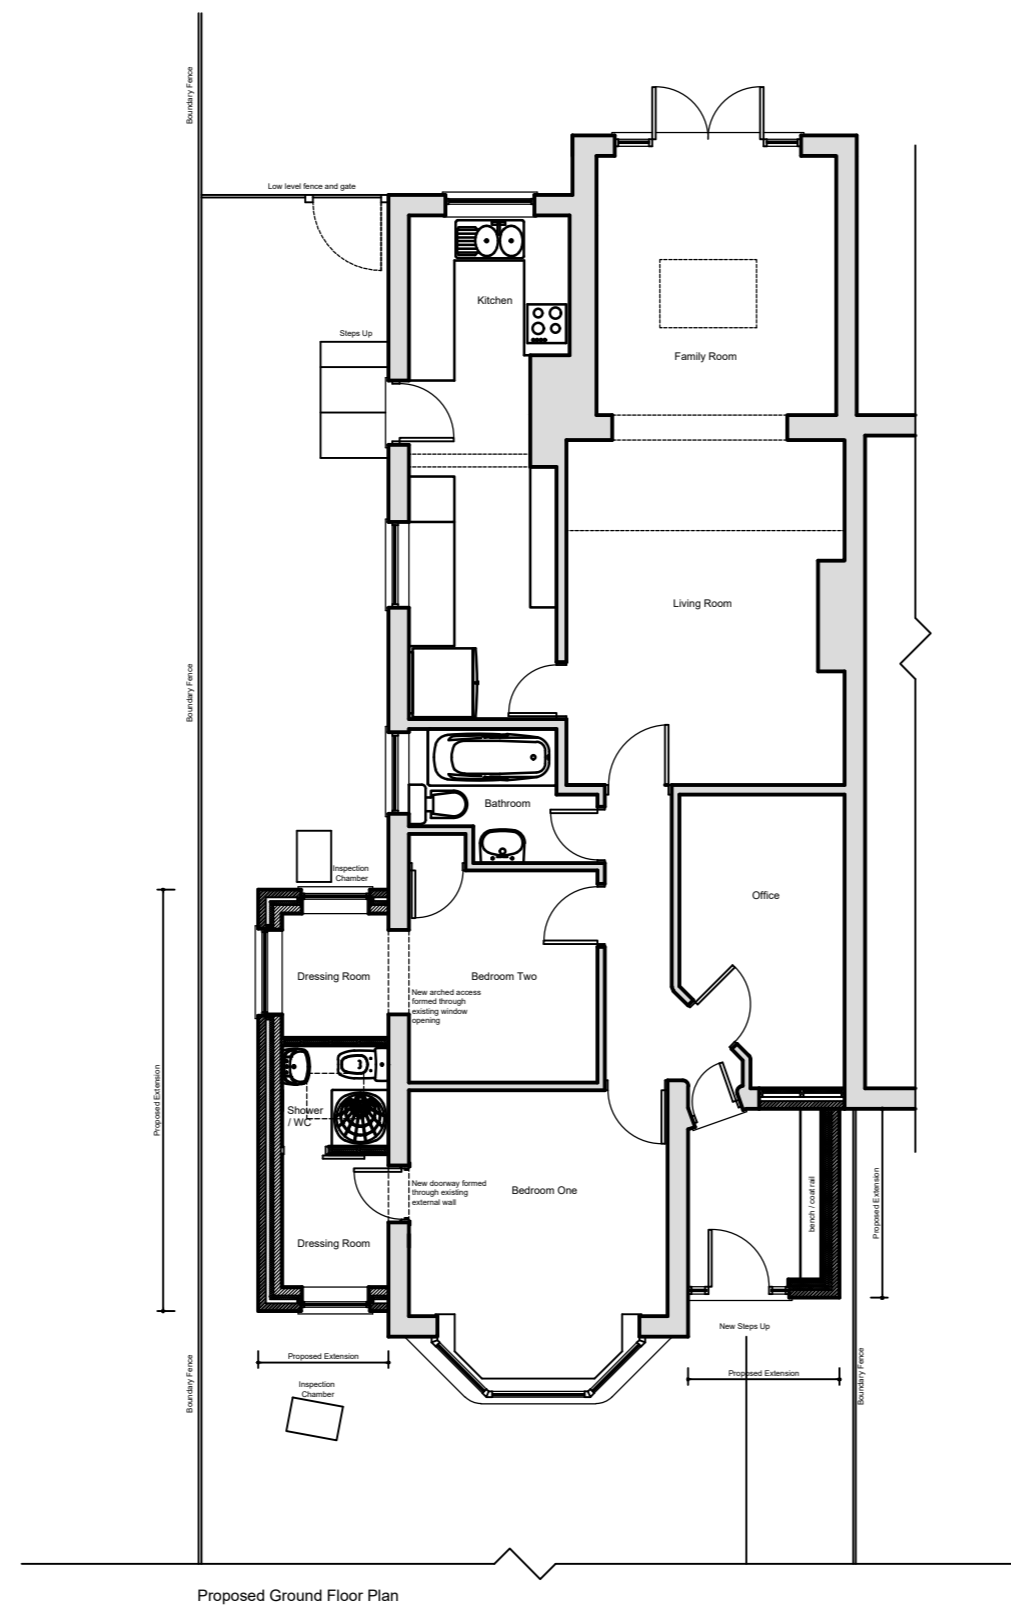 Boundary Fence
Low level fence and gate
Kitchen
Steps Up
Family Room
Living Room
Boundary Fence
Bathroom
Inspection
Chamber
Office
Dressing Room
Bedroom Two
New arched access
formed through
existing window
opening
Proposed Extension
Shower
/ WC
New doorway formed
through existing
external wall
Bedroom One
bench / coat rail
Proposed Extension
Dressing Room
New Steps Up
Proposed Extension
Proposed Extension
Boundary Fence
Boundary Fence
Inspection
Chamber
Proposed Ground Floor Plan